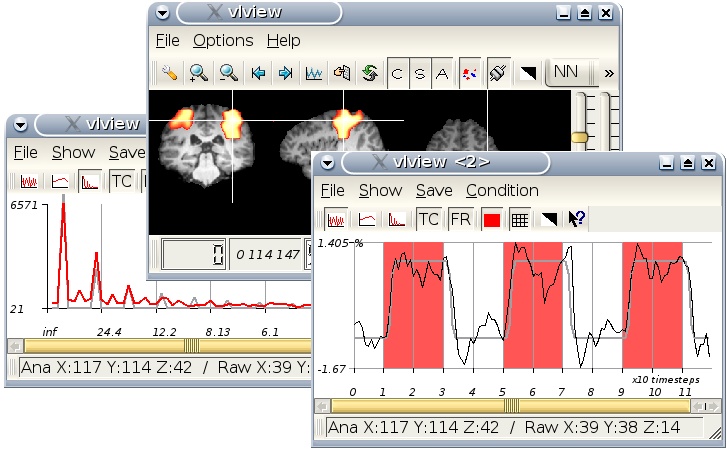 vlview
File Options Help
C S A NN »
0 0 114 147
vlview
File Show Save
TC
6571
21
inf 24.4 12.2 8.13 6.1
Ana X:117 Y:114 Z:42 / Raw X:39 Y:
vlview <2>
File Show Save Condition
TC FR
1.405 %
-1.67
x10 timesteps
0 1 2 3 4 5 6 7 8 9 10 11
Ana X:117 Y:114 Z:42 / Raw X:39 Y:38 Z:14